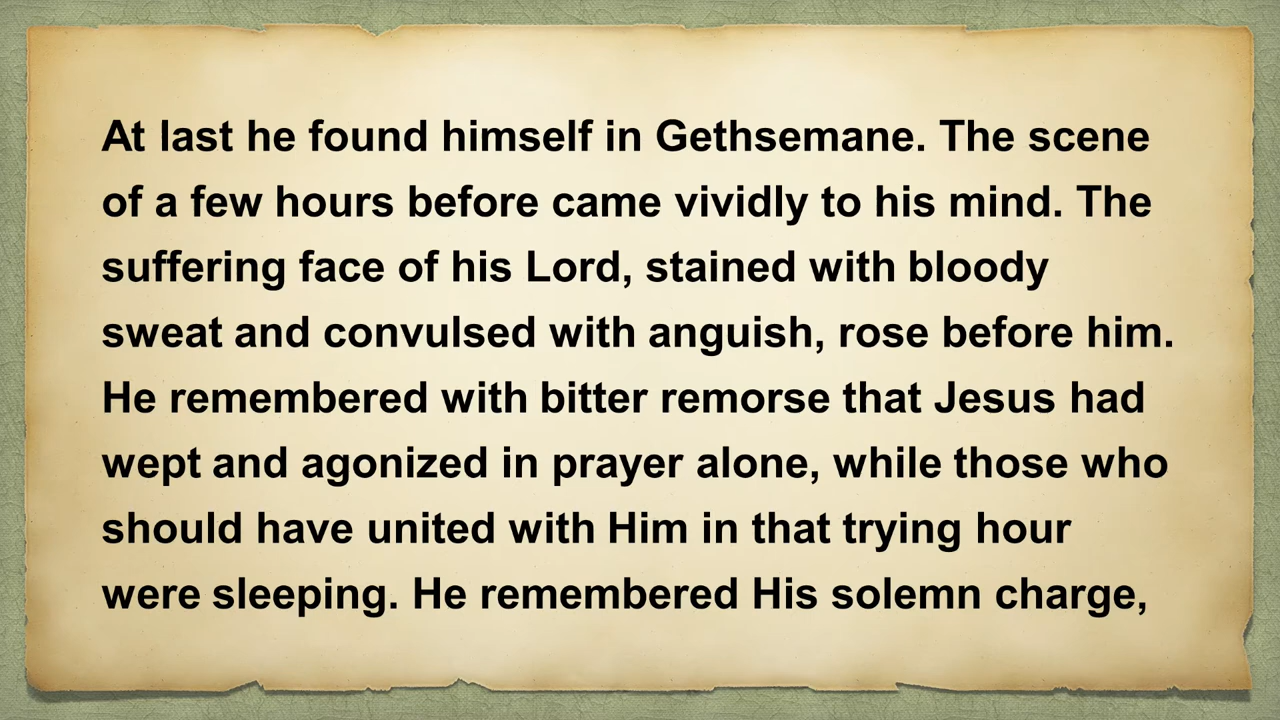 At last he found himself in Gethsemane. The scene
of a few hours before came vividly to his mind. The
suffering face of his Lord, stained with bloody
sweat and convulsed with anguish, rose before him.
He remembered with bitter remorse that Jesus had
wept and agonized in prayer alone, while those who
should have united with Him in that trying hour
were sleeping. He remembered His solemn charge,